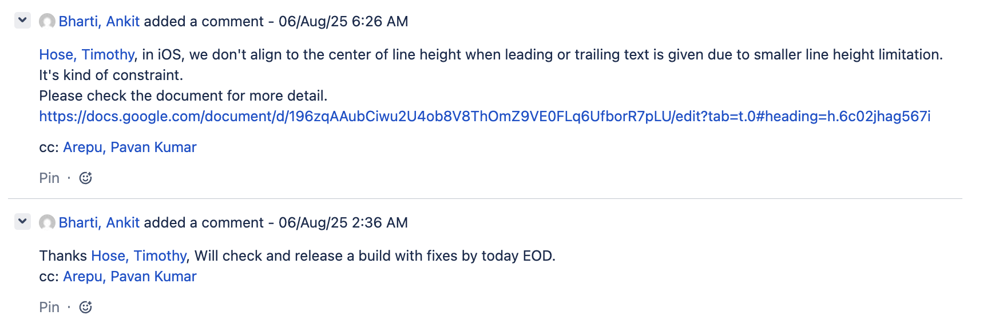 Bharti, Ankit added a comment - 06/Aug/25 6:26 AM
Hose, Timothy, in iOS, we don't align to the center of line height when leading or trailing text is given due to smaller line height limitation.
It's kind of constraint.
Please check the document for more detail.
https://docs.google.com/document/d/196zqAAubCiwu2U4ob8V8ThOmZ9VE0FLq6UfborR7pLU/edit?tab=t.0#heading=h.6c02jhag567i
cc: Arepu, Pavan Kumar
Pin ·
Bharti, Ankit added a comment - 06/Aug/25 2:36 AM
Thanks Hose, Timothy, Will check and release a build with fixes by today EOD.
cc: Arepu, Pavan Kumar
Pin ·